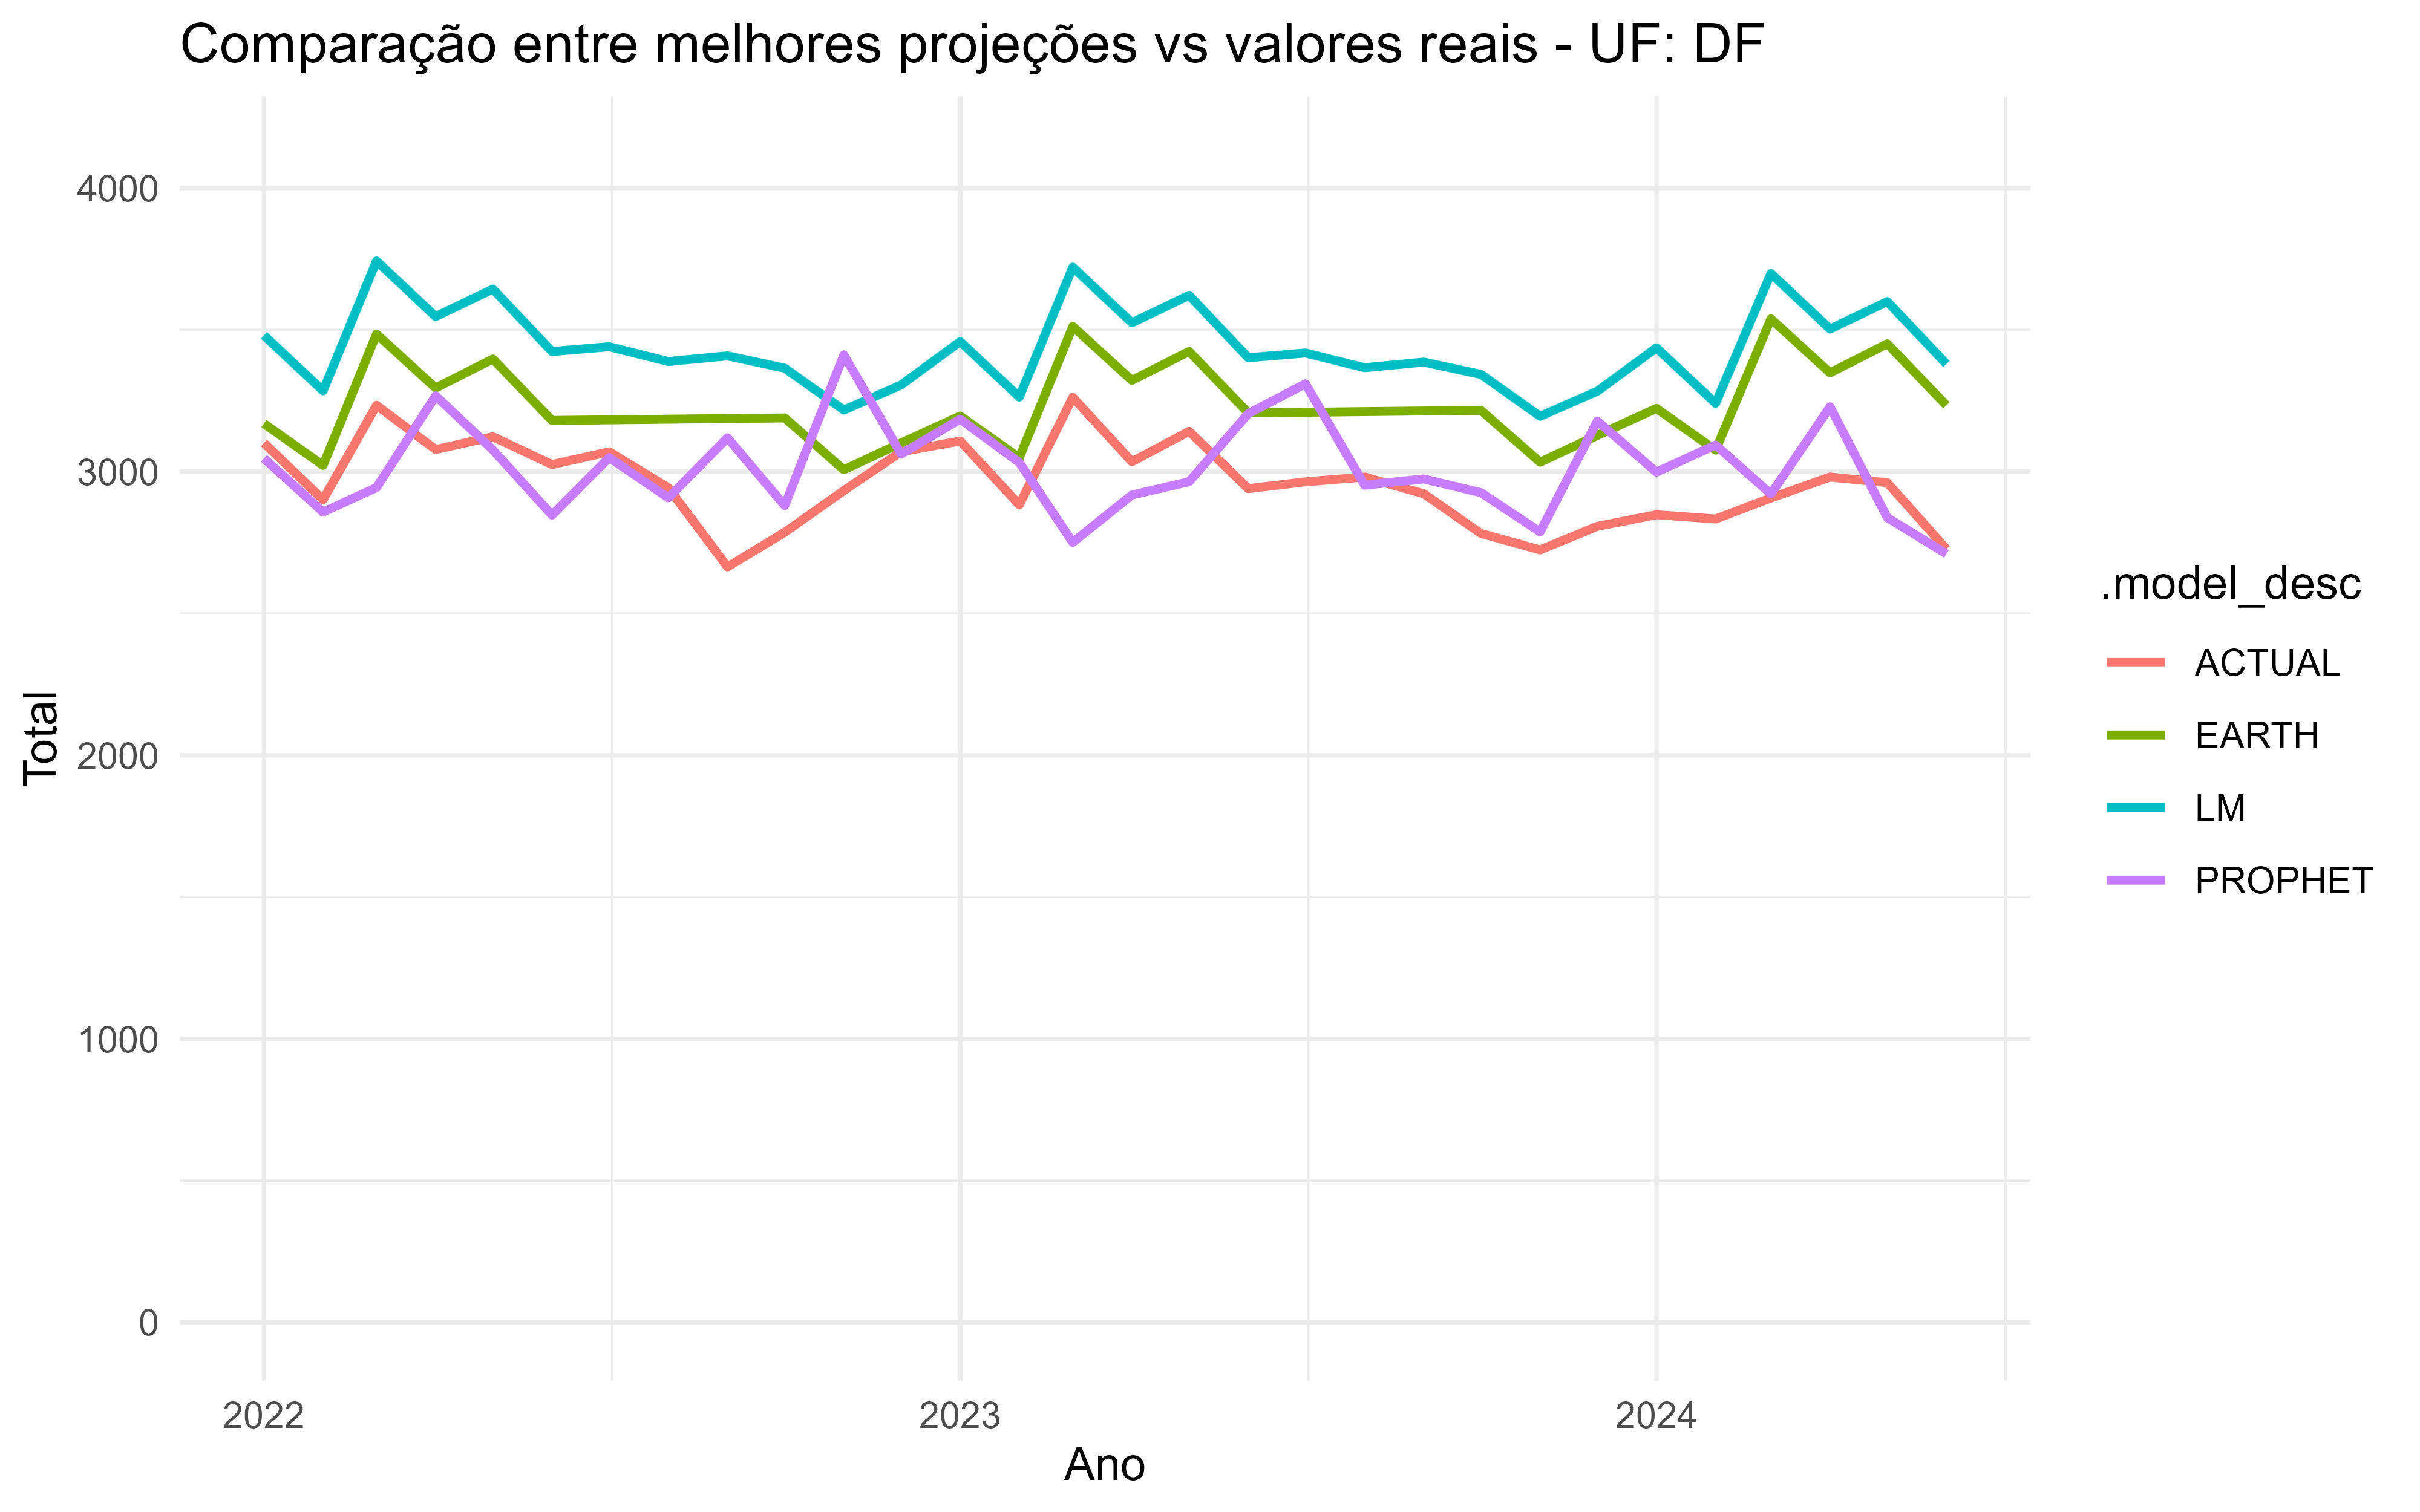 Comparação entre melhores projeções vs valores reais - UF: DF
4000
3000
2000
1000
0
Total
2022
2023
2024
Ano
.model_desc
ACTUAL
EARTH
LM
PROPHET